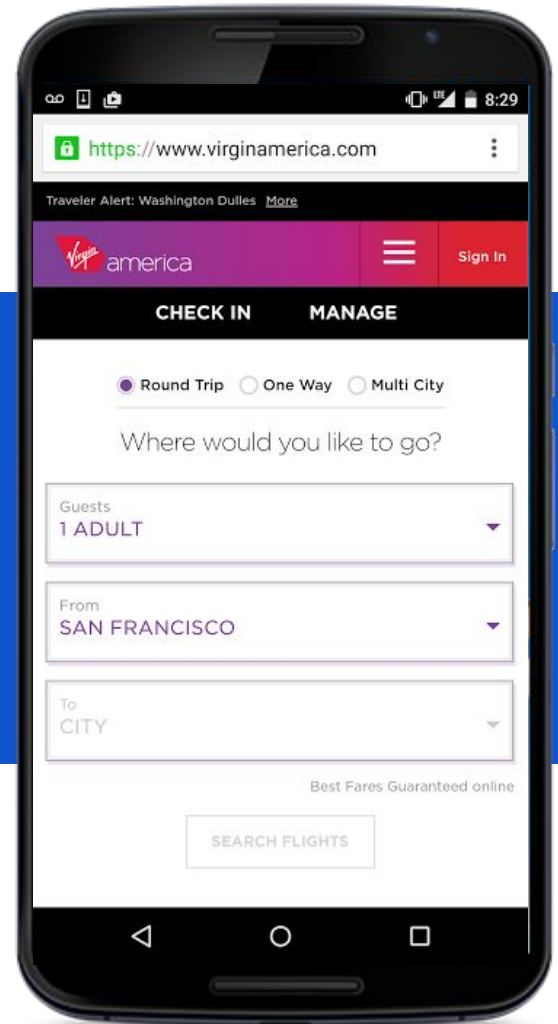 LTE 8:29
https://www.virginamerica.com
Traveler Alert: Washington Dulles More
Virgin america Sign In
CHECK IN MANAGE
Round Trip One Way Multi City
Where would you like to go?
Guests
1 ADULT
From
SAN FRANCISCO
To
CITY
Best Fares Guaranteed online
SEARCH FLIGHTS